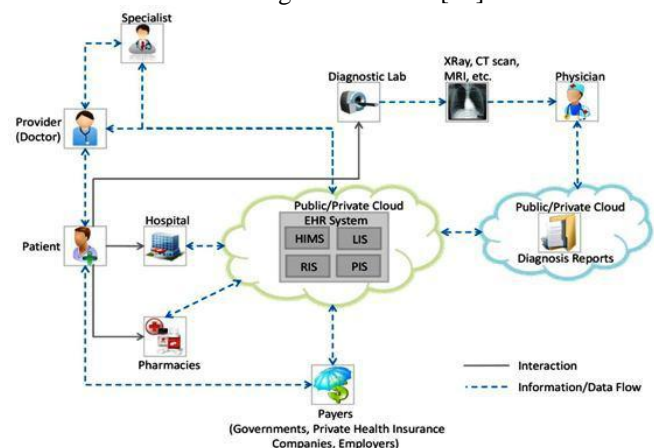 Specialist
Diagnostic Lab
XRay, CT scan,
MRI, etc.
Physician
Provider
(Doctor)
Public/Private Cloud
EHR System
HIMS
LIS
RIS
PIS
Public/Private Cloud
Diagnosis Reports
Patient
Hospital
Pharmacies
Interaction
Information/Data Flow
Payers
(Governments, Private Health Insurance
Companies, Employers)